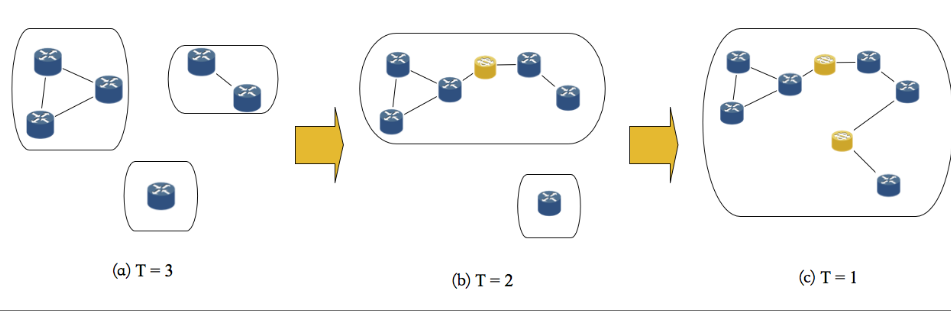 (a) T = 3
(b) T = 2
(c) T = 1